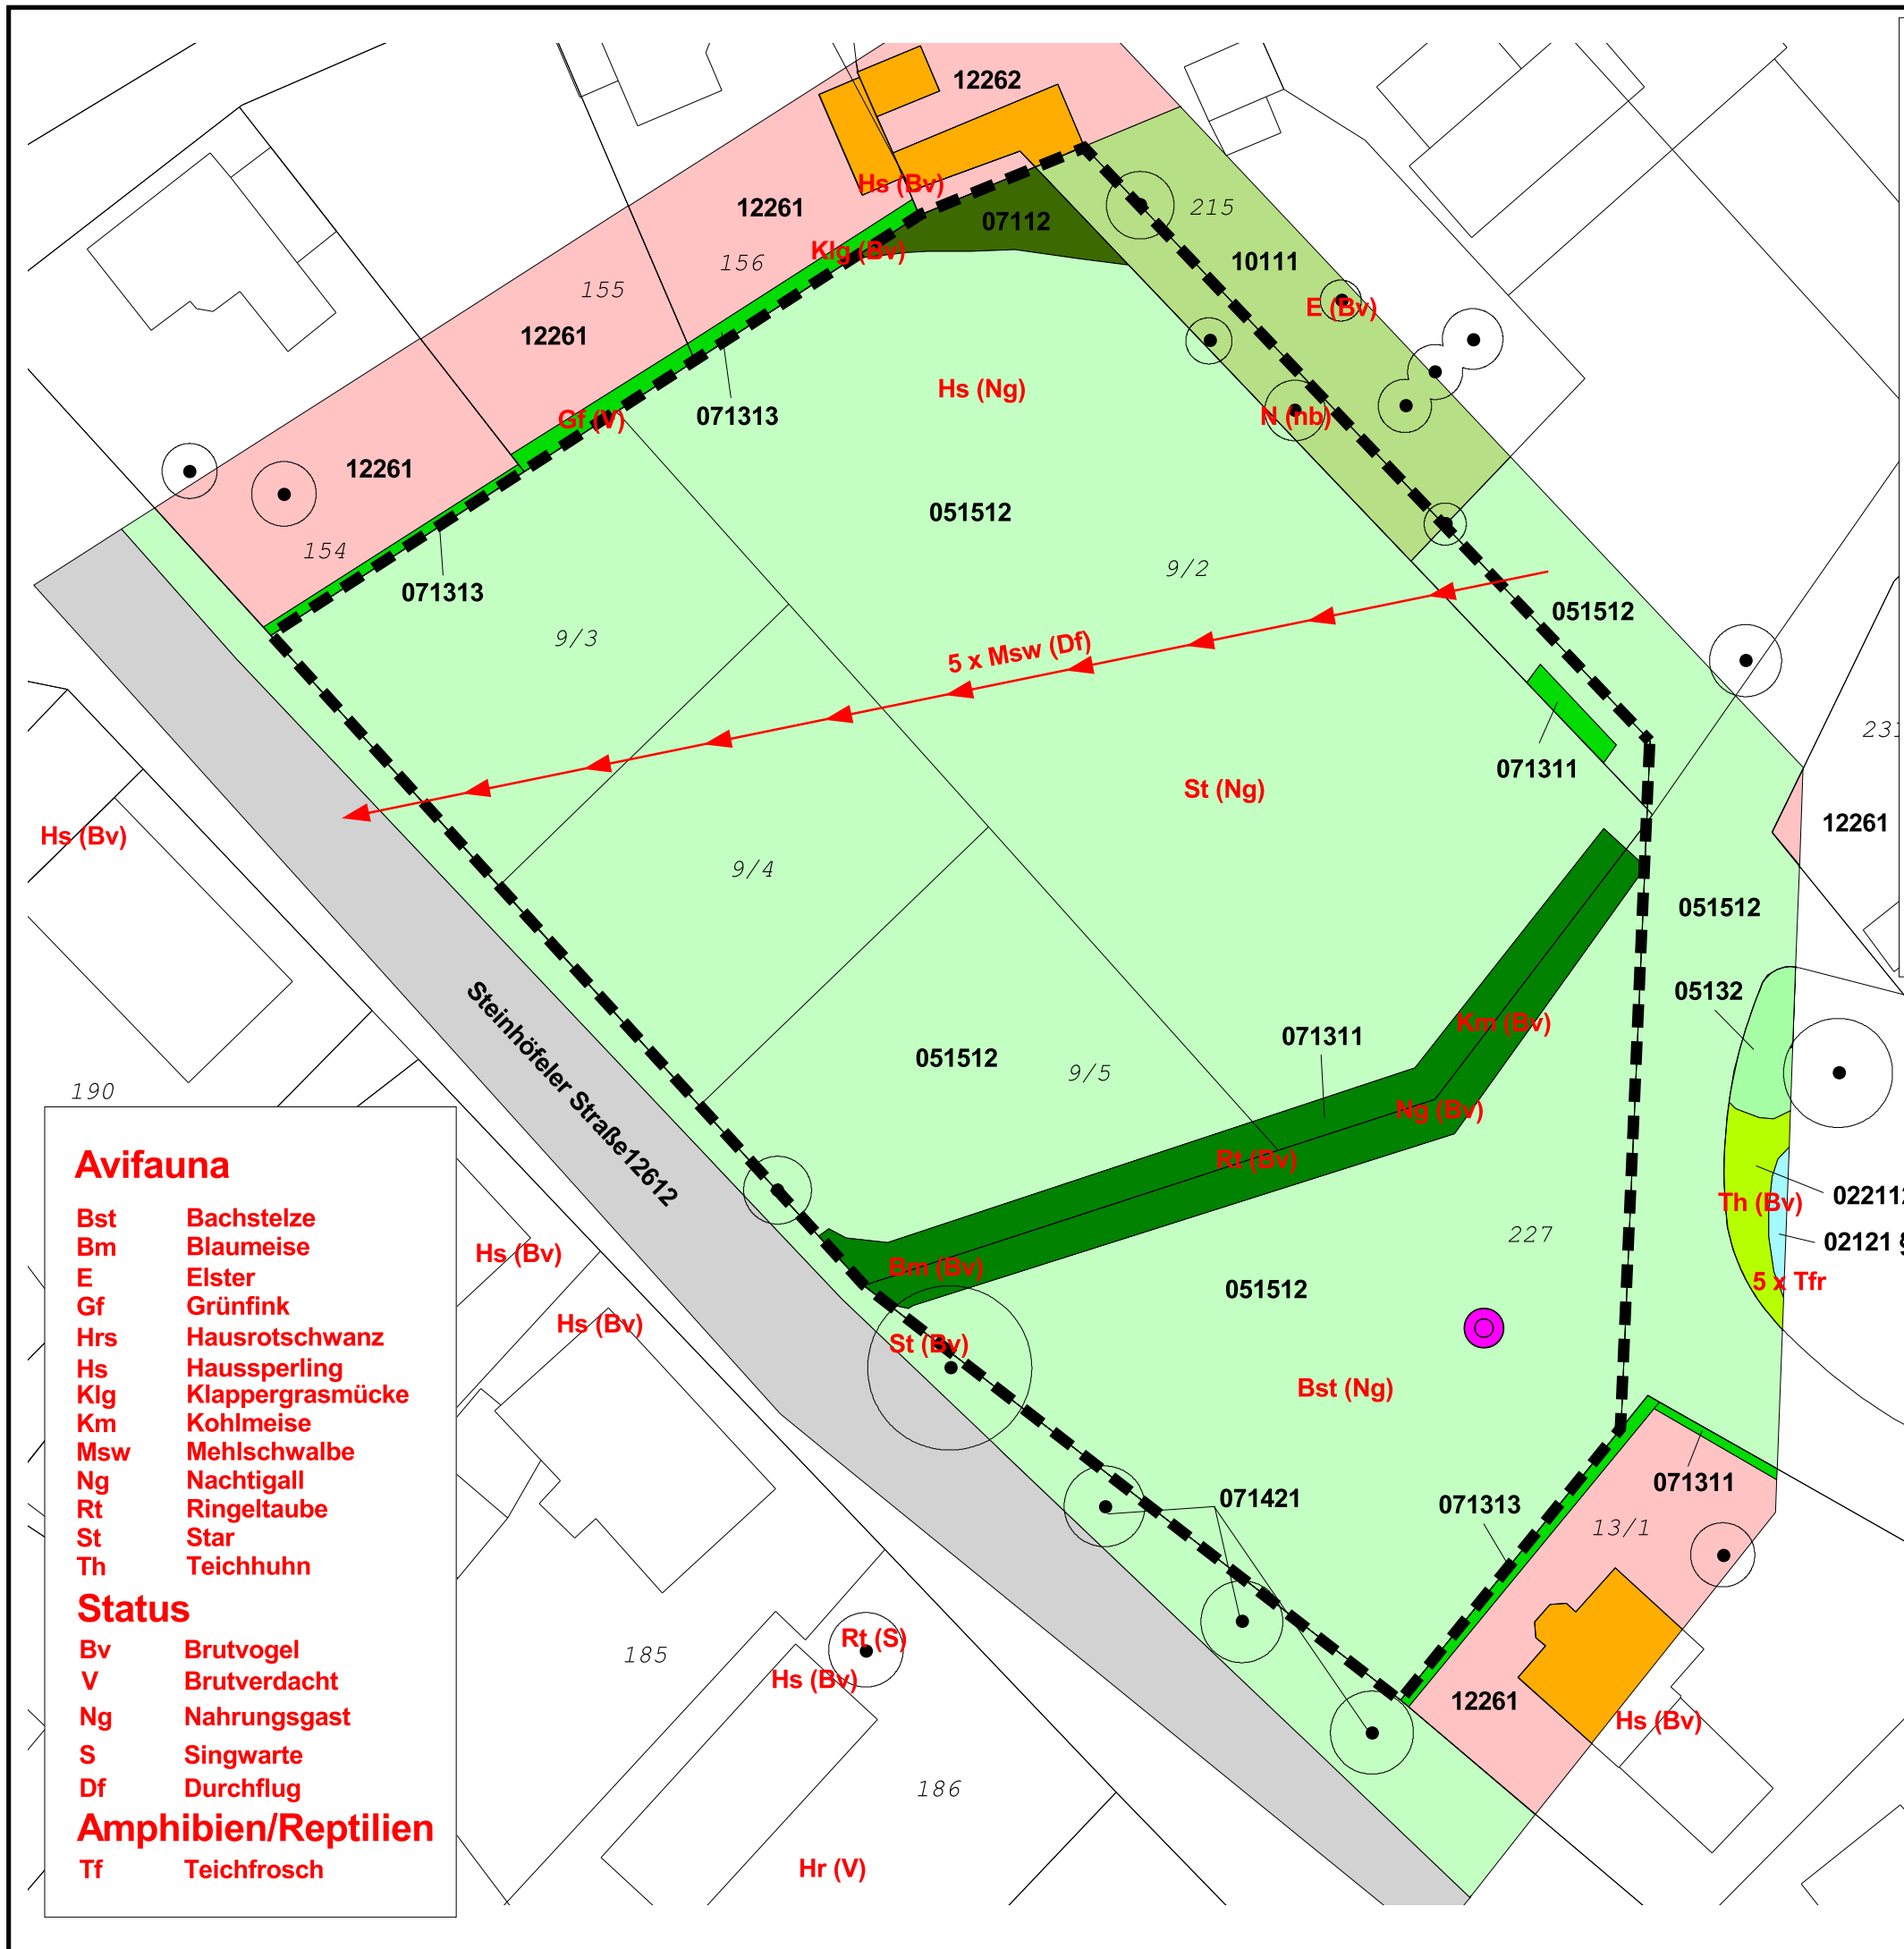 12262
Hs (Bv)
12261
07112
215
Klg (Bv)
156
10111
155
E (Bv)
12261
Hs (Ng)
071313
N (nb)
Gf (V)
12261
051512
154
9/2
071313
051512
9/3
5 x Msw (Df)
231
071311
St (Ng)
12261
Hs (Bv)
9/4
051512
05132
Steinhöfeler Straße12612
Km (Bv)
071311
051512
9/5
190
Ng (Bv)
Rt (Bv)
Th (Bv)
02121 §
227
Hs (Bv)
Bm (Bv)
5 x Tfr
051512
Hs (Bv)
St (Bv)
Bst (Ng)
071311
071421
071313
13/1
Rt (S)
185
Hs (Bv)
12261
Hs (Bv)
186
Hr (V)
Avifauna
Bst Bachstelze
Bm Blaumeise
E Elster
Gf Grünfink
Hrs Hausrotschwanz
Hs Haussperling
Klg Klappergrasmücke
Km Kohlmeise
Msw Mehlschwalbe
Ng Nachtigall
Rt Ringeltaube
St Star
Th Teichhuhn
Status
Bv Brutvogel
V Brutverdacht
Ng Nahrungsgast
S Singwarte
Df Durchflug
Amphibien/Reptilien
Tf Teichfrosch